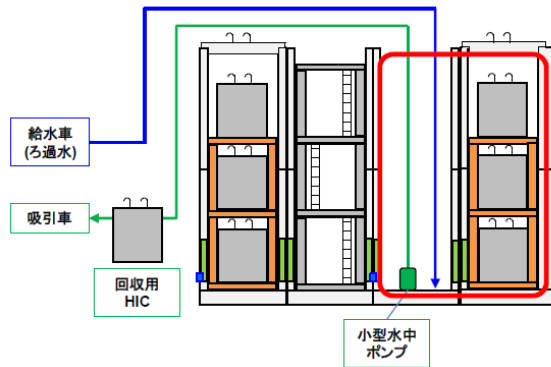 給水車
(ろ過水)
吸引車
回収用
HIC
小型水中
ポンプ